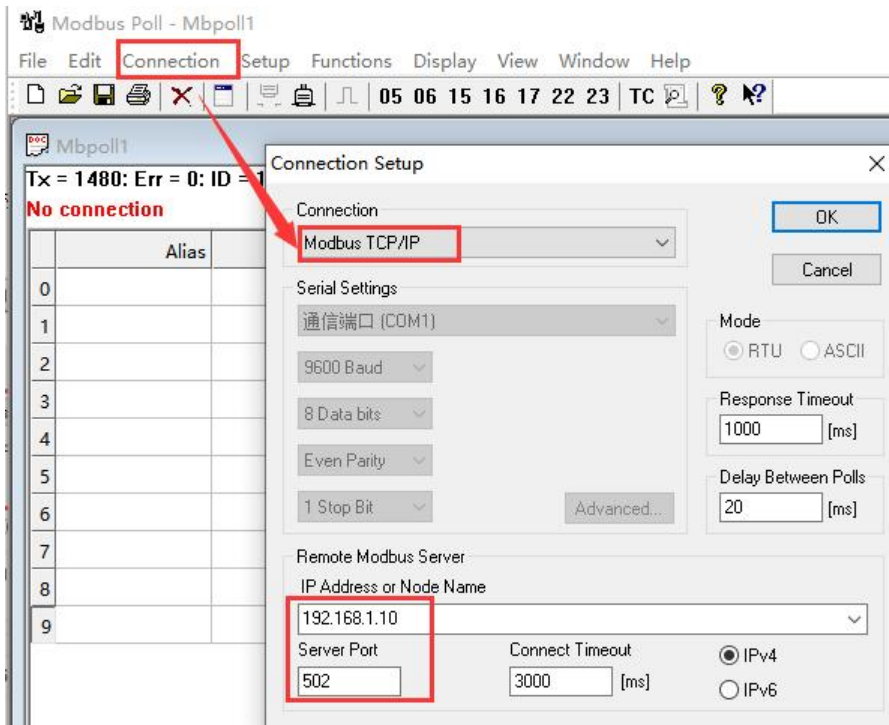 Modbus Poll - Mbpoll1
File Edit Connection Setup Functions Display View Window Help
05 06 15 16 17 22 23 TC
Mbpoll1
Tx = 1480: Err = 0: ID = 1
No connection
Alias
0
1
2
3
4
5
6
7
8
9
Connection Setup
Connection
Modbus TCP/IP
OK
Cancel
Serial Settings
通信端口 (COM1)
9600 Baud
8 Data bits
Even Parity
1 Stop Bit
Advanced...
Mode
RTU ASCII
Response Timeout
1000 [ms]
Delay Between Polls
20 [ms]
Remote Modbus Server
IP Address or Node Name
192.168.1.10
Server Port
502
Connect Timeout
3000 [ms]
IPv4
IPv6